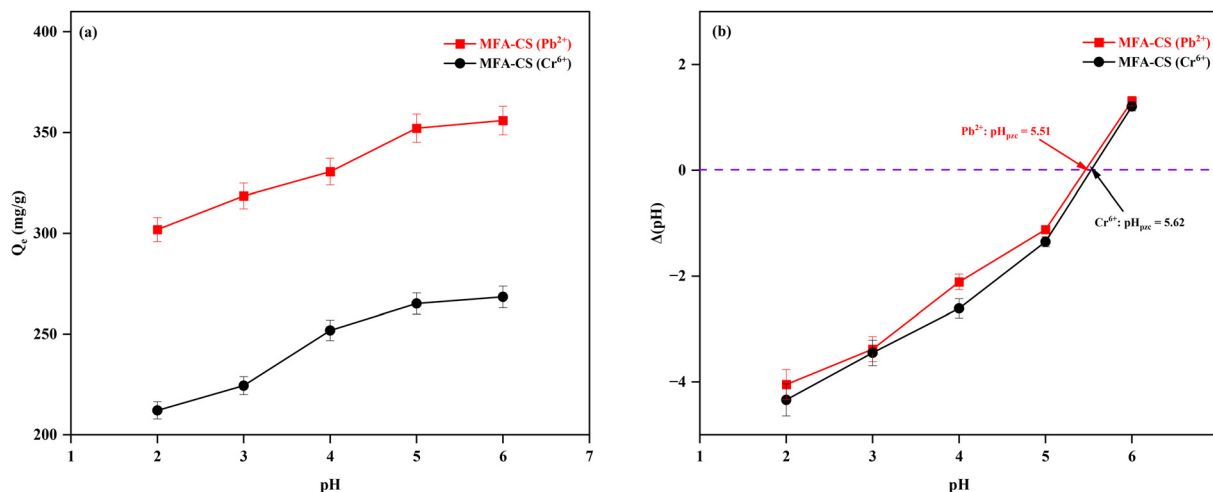 (a)
MFA-CS (Pb²⁺)
MFA-CS (Cr⁶⁺)
400
350
300
250
200
Qₑ (mg/g)
1 2 3 4 5 6 7
pH
(b)
MFA-CS (Pb²⁺)
MFA-CS (Cr⁶⁺)
2
0
−2
−4
Δ(pH)
Pb²⁺: pHpzc = 5.51
Cr⁶⁺: pHpzc = 5.62
1 2 3 4 5 6
pH